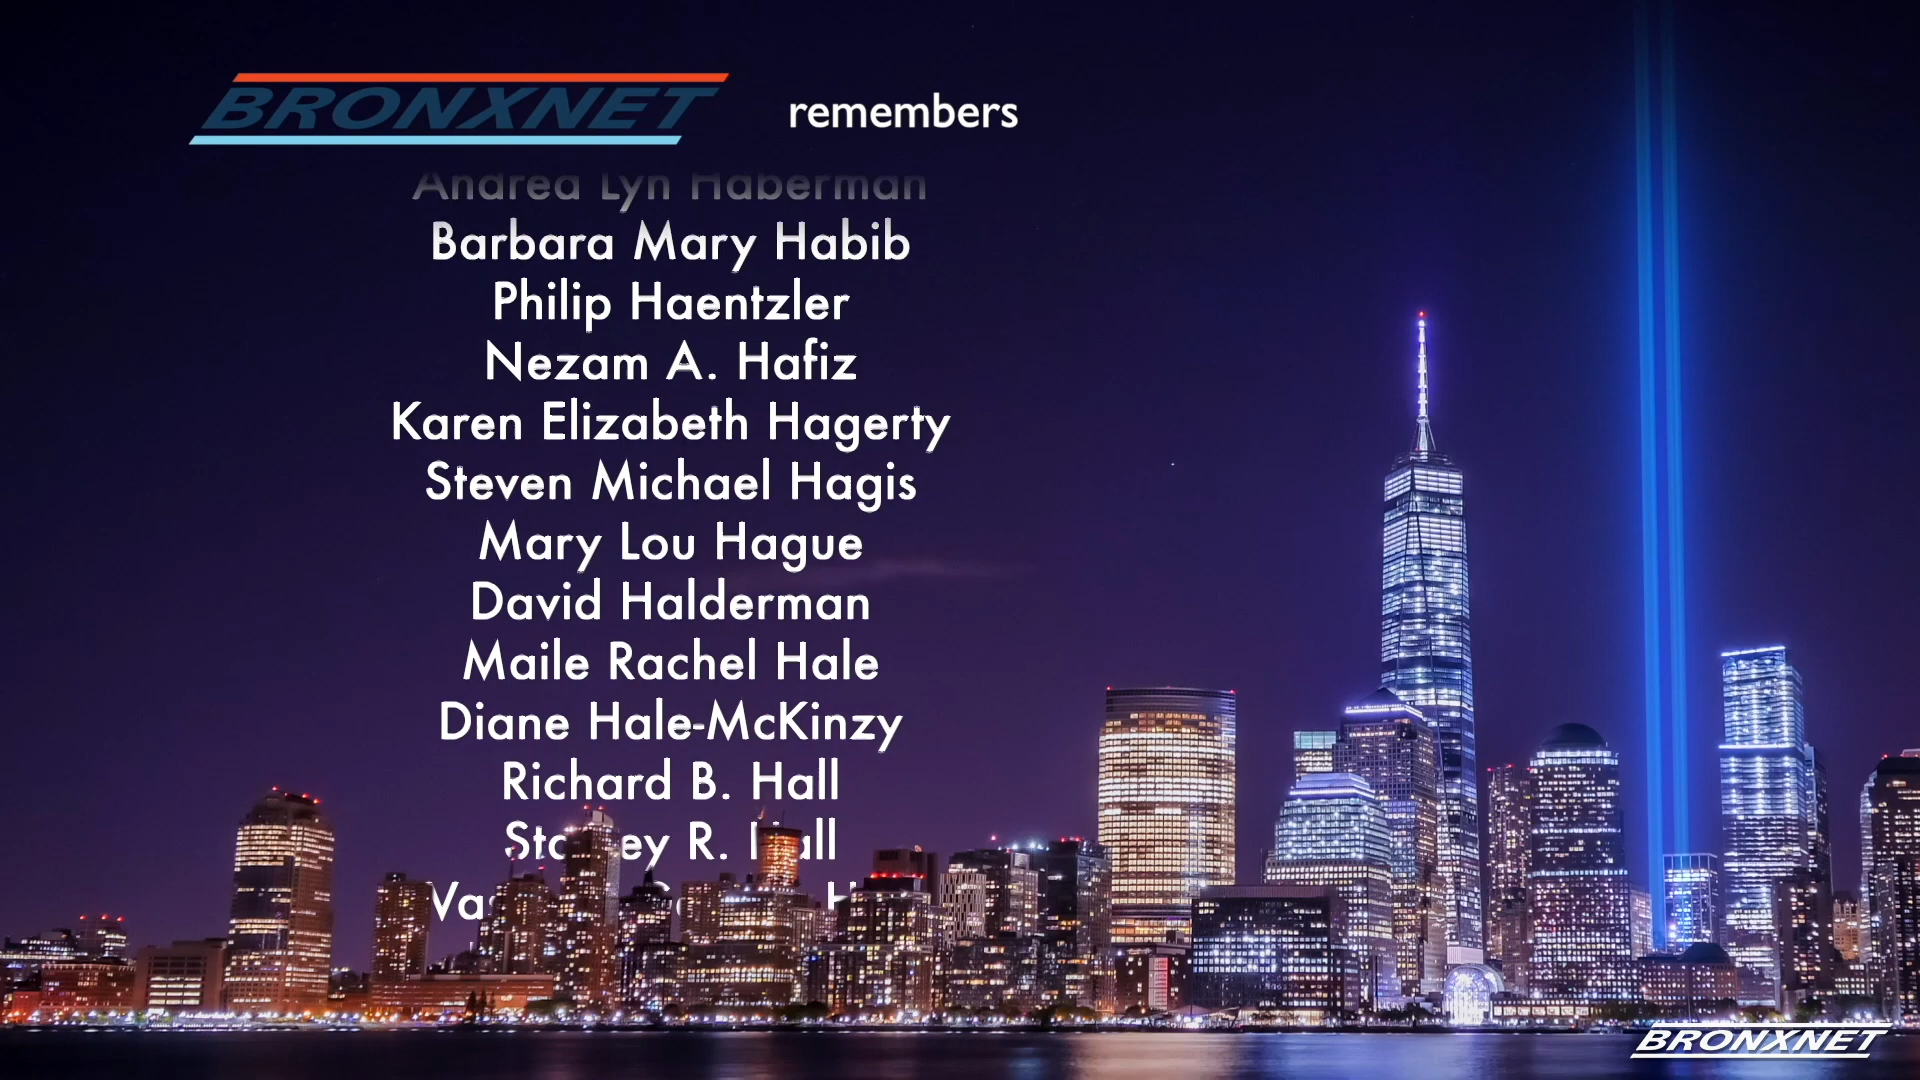 BRONXNET remembers
Andrea Lyn Haberman
Barbara Mary Habib
Philip Haentzler
Nezam A. Hafiz
Karen Elizabeth Hagerty
Steven Michael Hagis
Mary Lou Hague
David Halderman
Maile Rachel Hale
Diane Hale-McKinzy
Richard B. Hall
R. Hall
BRONXNET